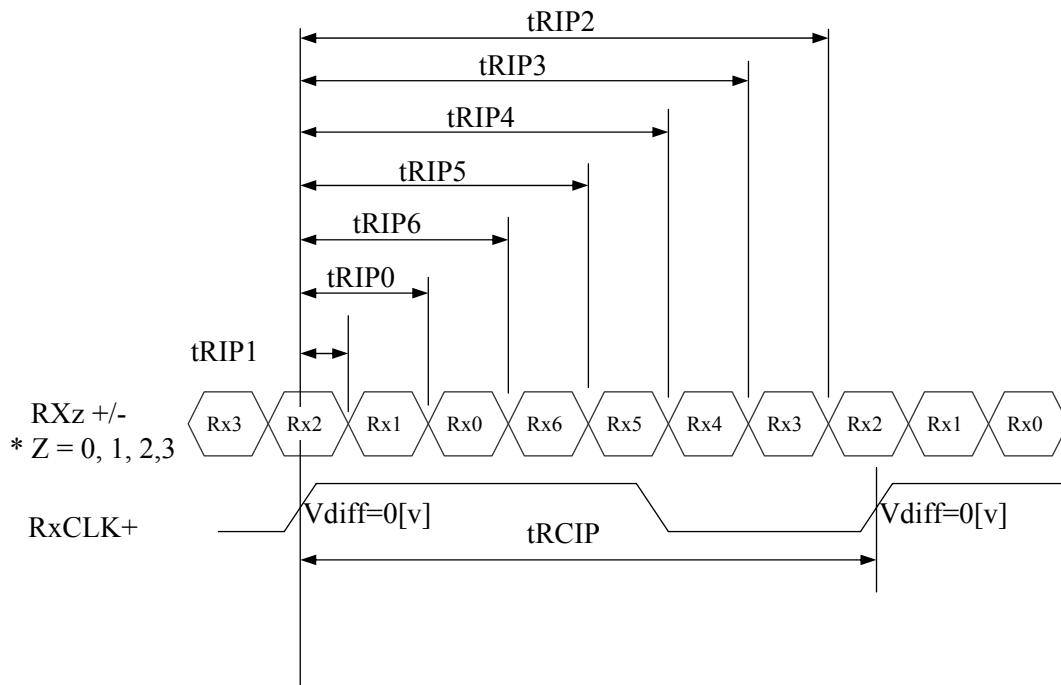 tRIP2
tRIP3
tRIP4
tRIP5
tRIP6
tRIP0
tRIP1
RXz +/-
* Z = 0, 1, 2,3
Rx3 Rx2 Rx1 Rx0 Rx6 Rx5 Rx4 Rx3 Rx2 Rx1 Rx0
RxCLK+
Vdiff=0[v] Vdiff=0[v]
tRCIP